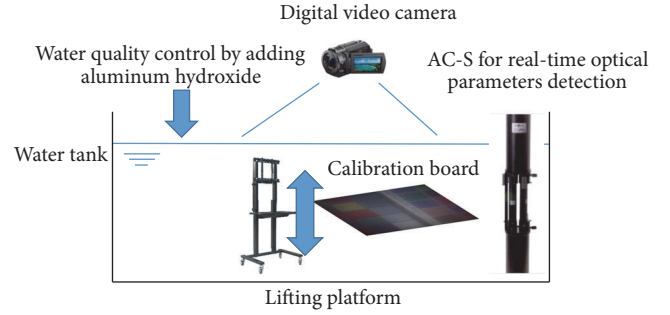 Digital video camera
Water quality control by adding
aluminum hydroxide
AC-S for real-time optical
parameters detection
Water tank
Calibration board
Lifting platform